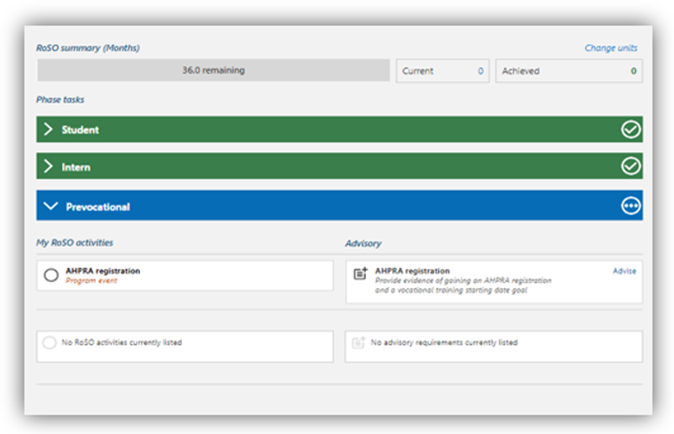 RoSO summary (Months)
Change units
36.0 remaining
Current 0
Achieved 0
Phase tasks
Student
Intern
Prevocational
My RoSO activities
Advisory
AHPRA registration
Program event
AHPRA registration
Advise
Provide evidence of gaining an AHPRA registration
and a vocational training starting date goal
No RoSO activities currently listed
No advisory requirements currently listed